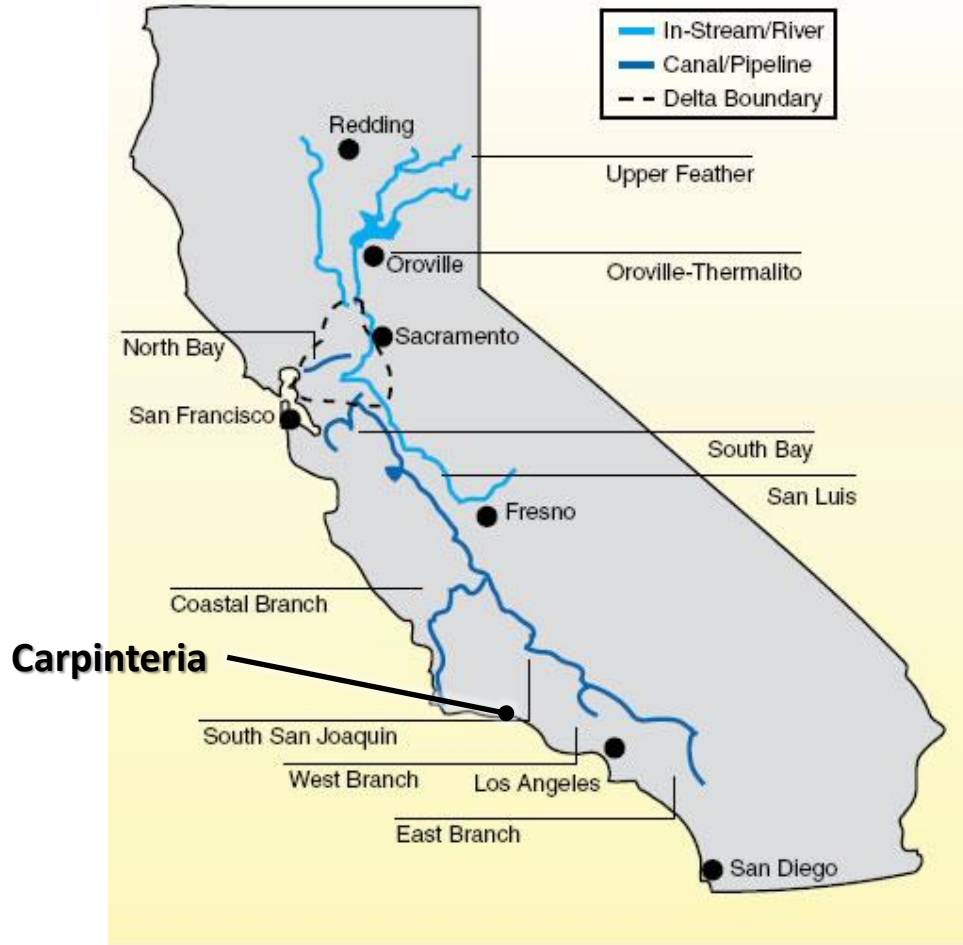 In-Stream/River
Canal/Pipeline
Delta Boundary
Redding
Upper Feather
Oroville
Oroville-Thermalito
Sacramento
North Bay
San Francisco
South Bay
San Luis
Fresno
Coastal Branch
Carpinteria
South San Joaquin
West Branch
Los Angeles
East Branch
San Diego